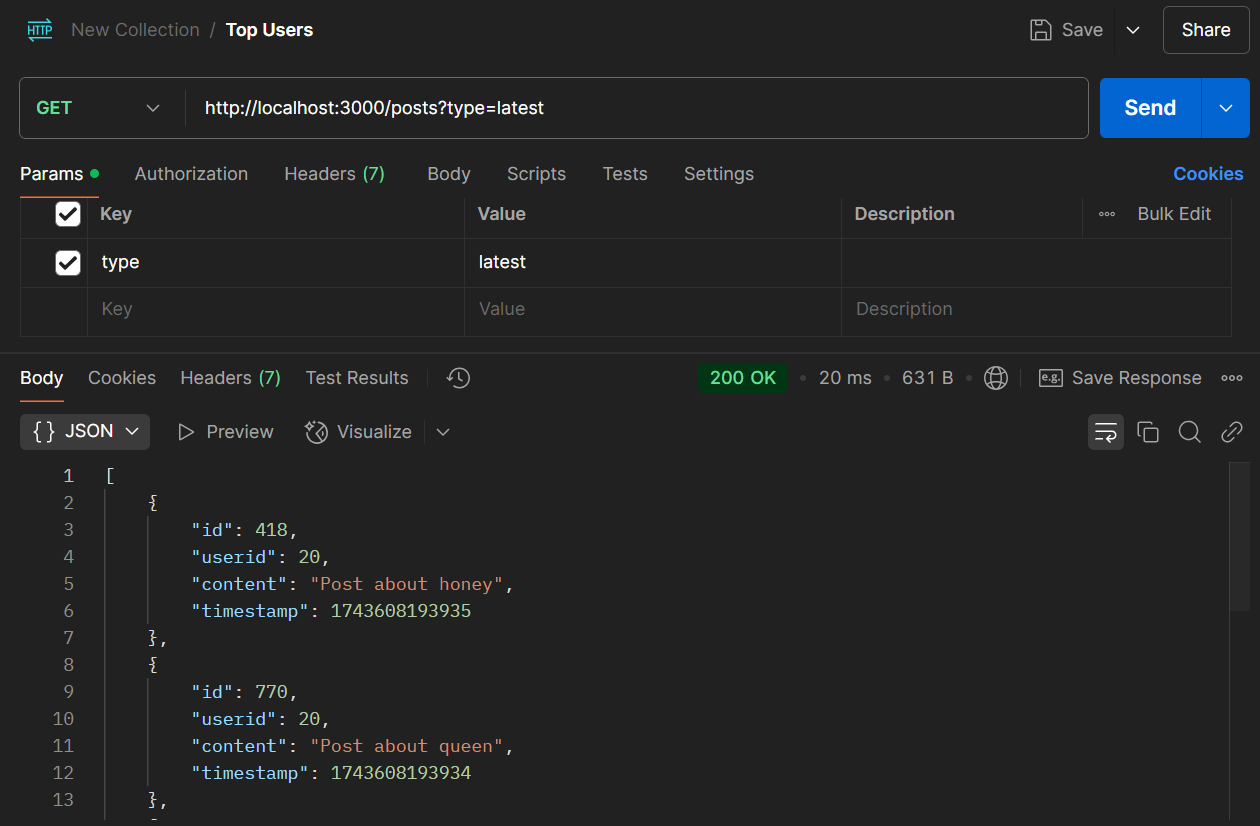 HTTP New Collection / Top Users Save Share
GET http://localhost:3000/posts?type=latest Send
Params Authorization Headers (7) Body Scripts Tests Settings Cookies
Key Value Description Bulk Edit
type latest
Key Value Description
Body Cookies Headers (7) Test Results 200 OK 20 ms 631 B e.g. Save Response
{} JSON Preview Visualize
1 [
2 {
3 "id": 418,
4 "userid": 20,
5 "content": "Post about honey",
6 "timestamp": 1743608193935
7 },
8 {
9 "id": 770,
10 "userid": 20,
11 "content": "Post about queen",
12 "timestamp": 1743608193934
13 },